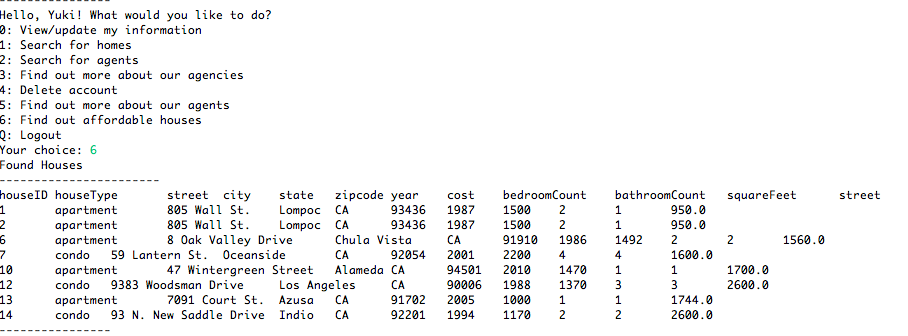 -----------------
Hello, Yuki! What would you like to do?
0: View/update my information
1: Search for homes
2: Search for agents
3: Find out more about our agencies
4: Delete account
5: Find out more about our agents
6: Find out affordable houses
Q: Logout
Your choice: 6
Found Houses
------------------------
houseID houseType street city state zipcode year cost bedroomCount bathroomCount squareFeet street
1 apartment 805 Wall St. Lompoc CA 93436 1987 1500 2 1 950.0
2 apartment 805 Wall St. Lompoc CA 93436 1987 1500 2 1 950.0
6 apartment 8 Oak Valley Drive Chula Vista CA 91910 1986 1492 2 2 1560.0
7 condo 59 Lantern St. Oceanside CA 92054 2001 2200 4 4 1600.0
10 apartment 47 Wintergreen Street Alameda CA 94501 2010 1470 1 1 1700.0
12 condo 9383 Woodsman Drive Los Angeles CA 90006 1988 1370 3 3 2600.0
13 apartment 7091 Court St. Azusa CA 91702 2005 1000 1 1 1744.0
14 condo 93 N. New Saddle Drive Indio CA 92201 1994 1170 2 2 2600.0
-----------------